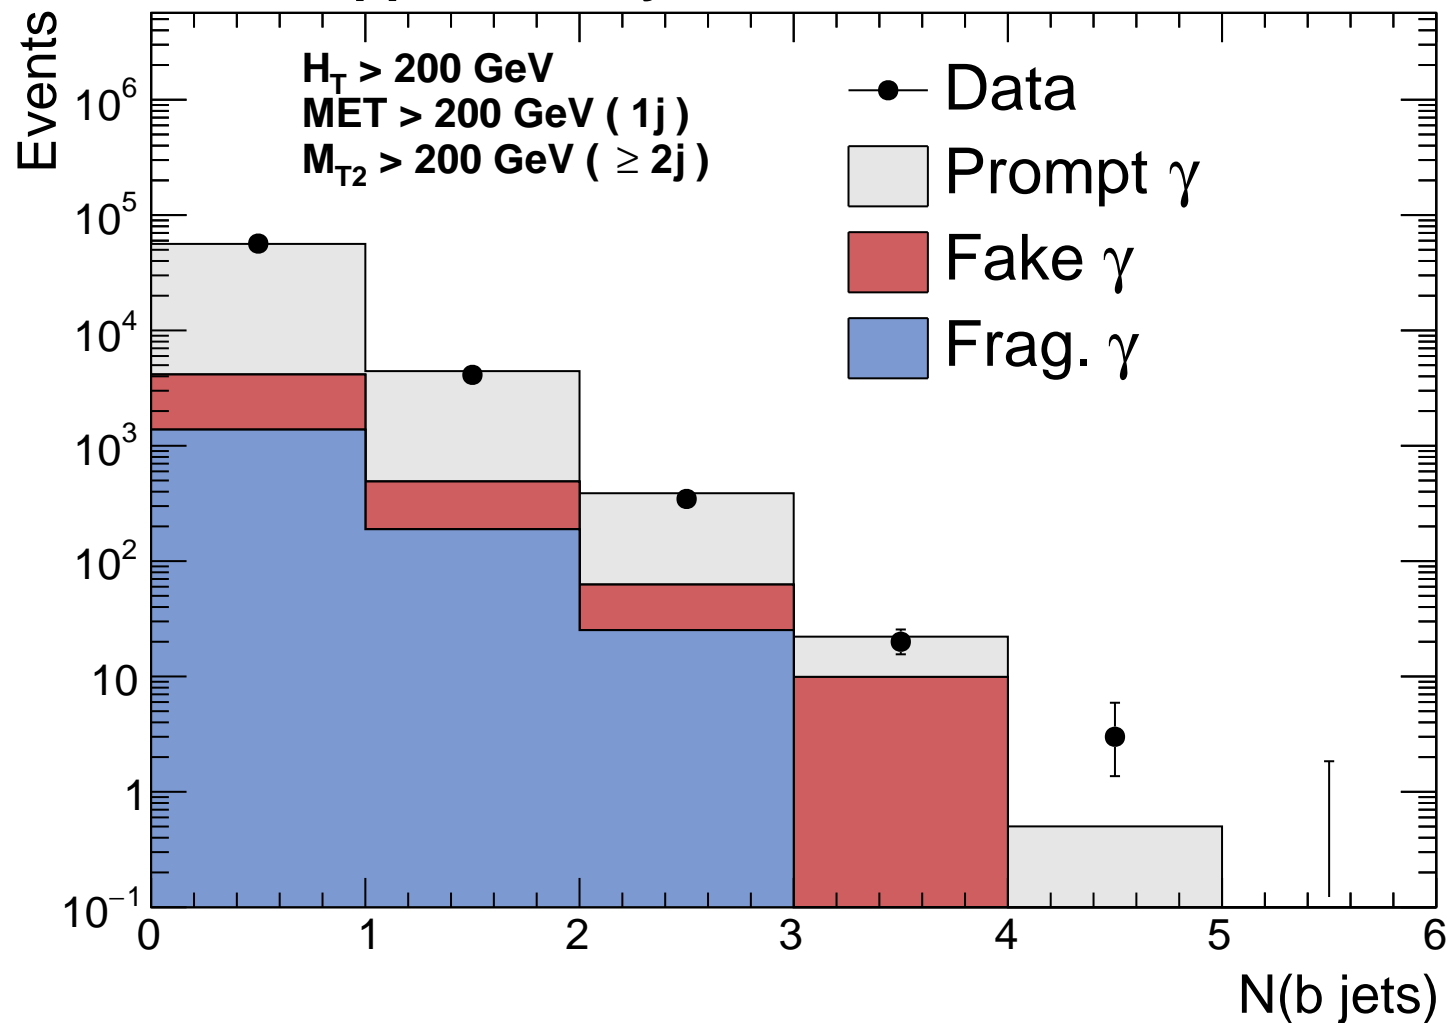 Events
H_T > 200 GeV
MET > 200 GeV ( 1j )
M_T2 > 200 GeV ( ≥ 2j )
Data
Prompt γ
Fake γ
Frag. γ
10^6
10^5
10^4
10^3
10^2
10
1
10^−1
0 1 2 3 4 5 6
N(b jets)